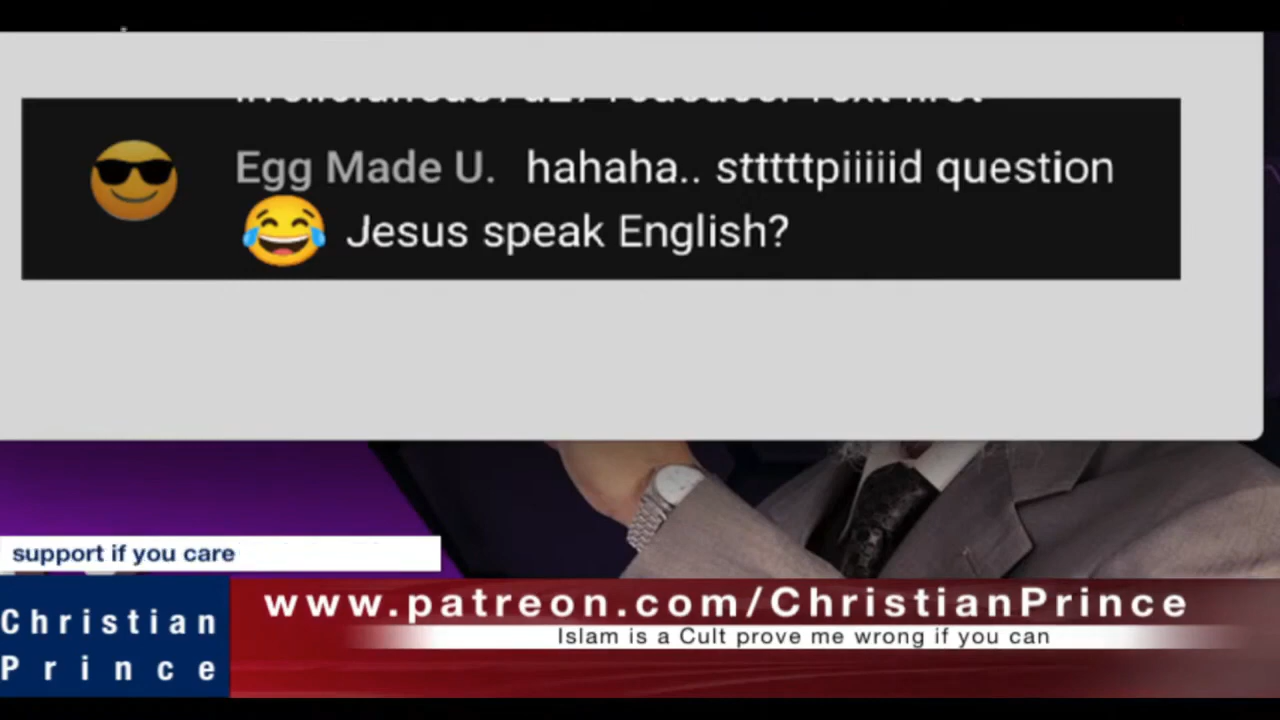 Egg Made U. hahaha.. stttttpiiiiid question
😂 Jesus speak English?
support if you care
Christian
Prince
www.patreon.com/ChristianPrince
Islam is a Cult prove me wrong if you can